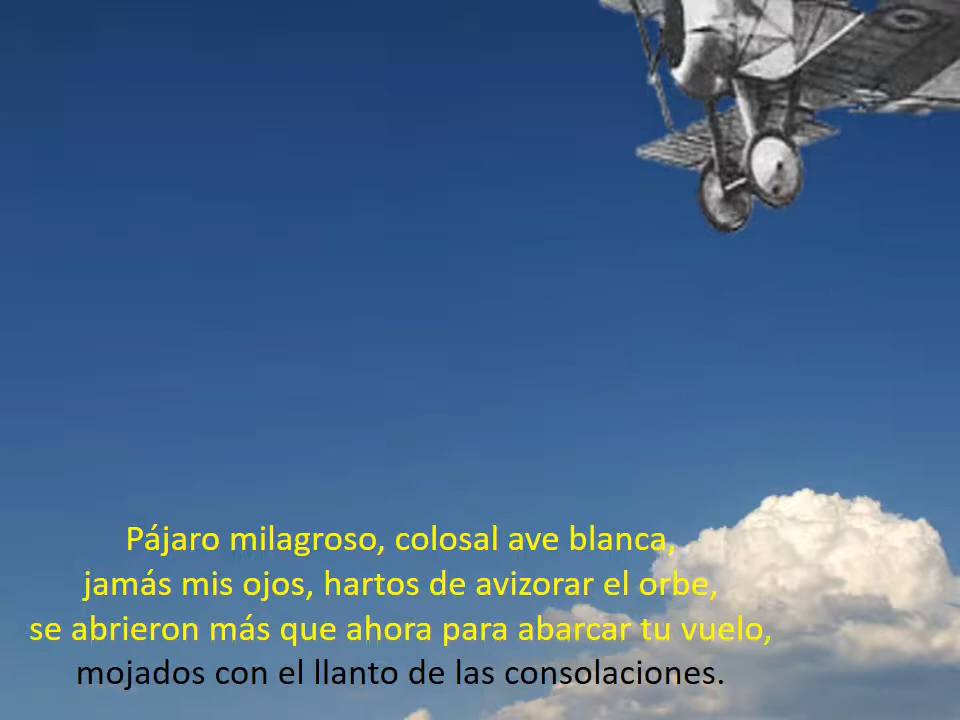 Pájaro milagroso, colosal ave blanca,
jamás mis ojos, hartos de avizorar el orbe,
se abrieron más que ahora para abarcar tu vuelo,
mojados con el llanto de las consolaciones.